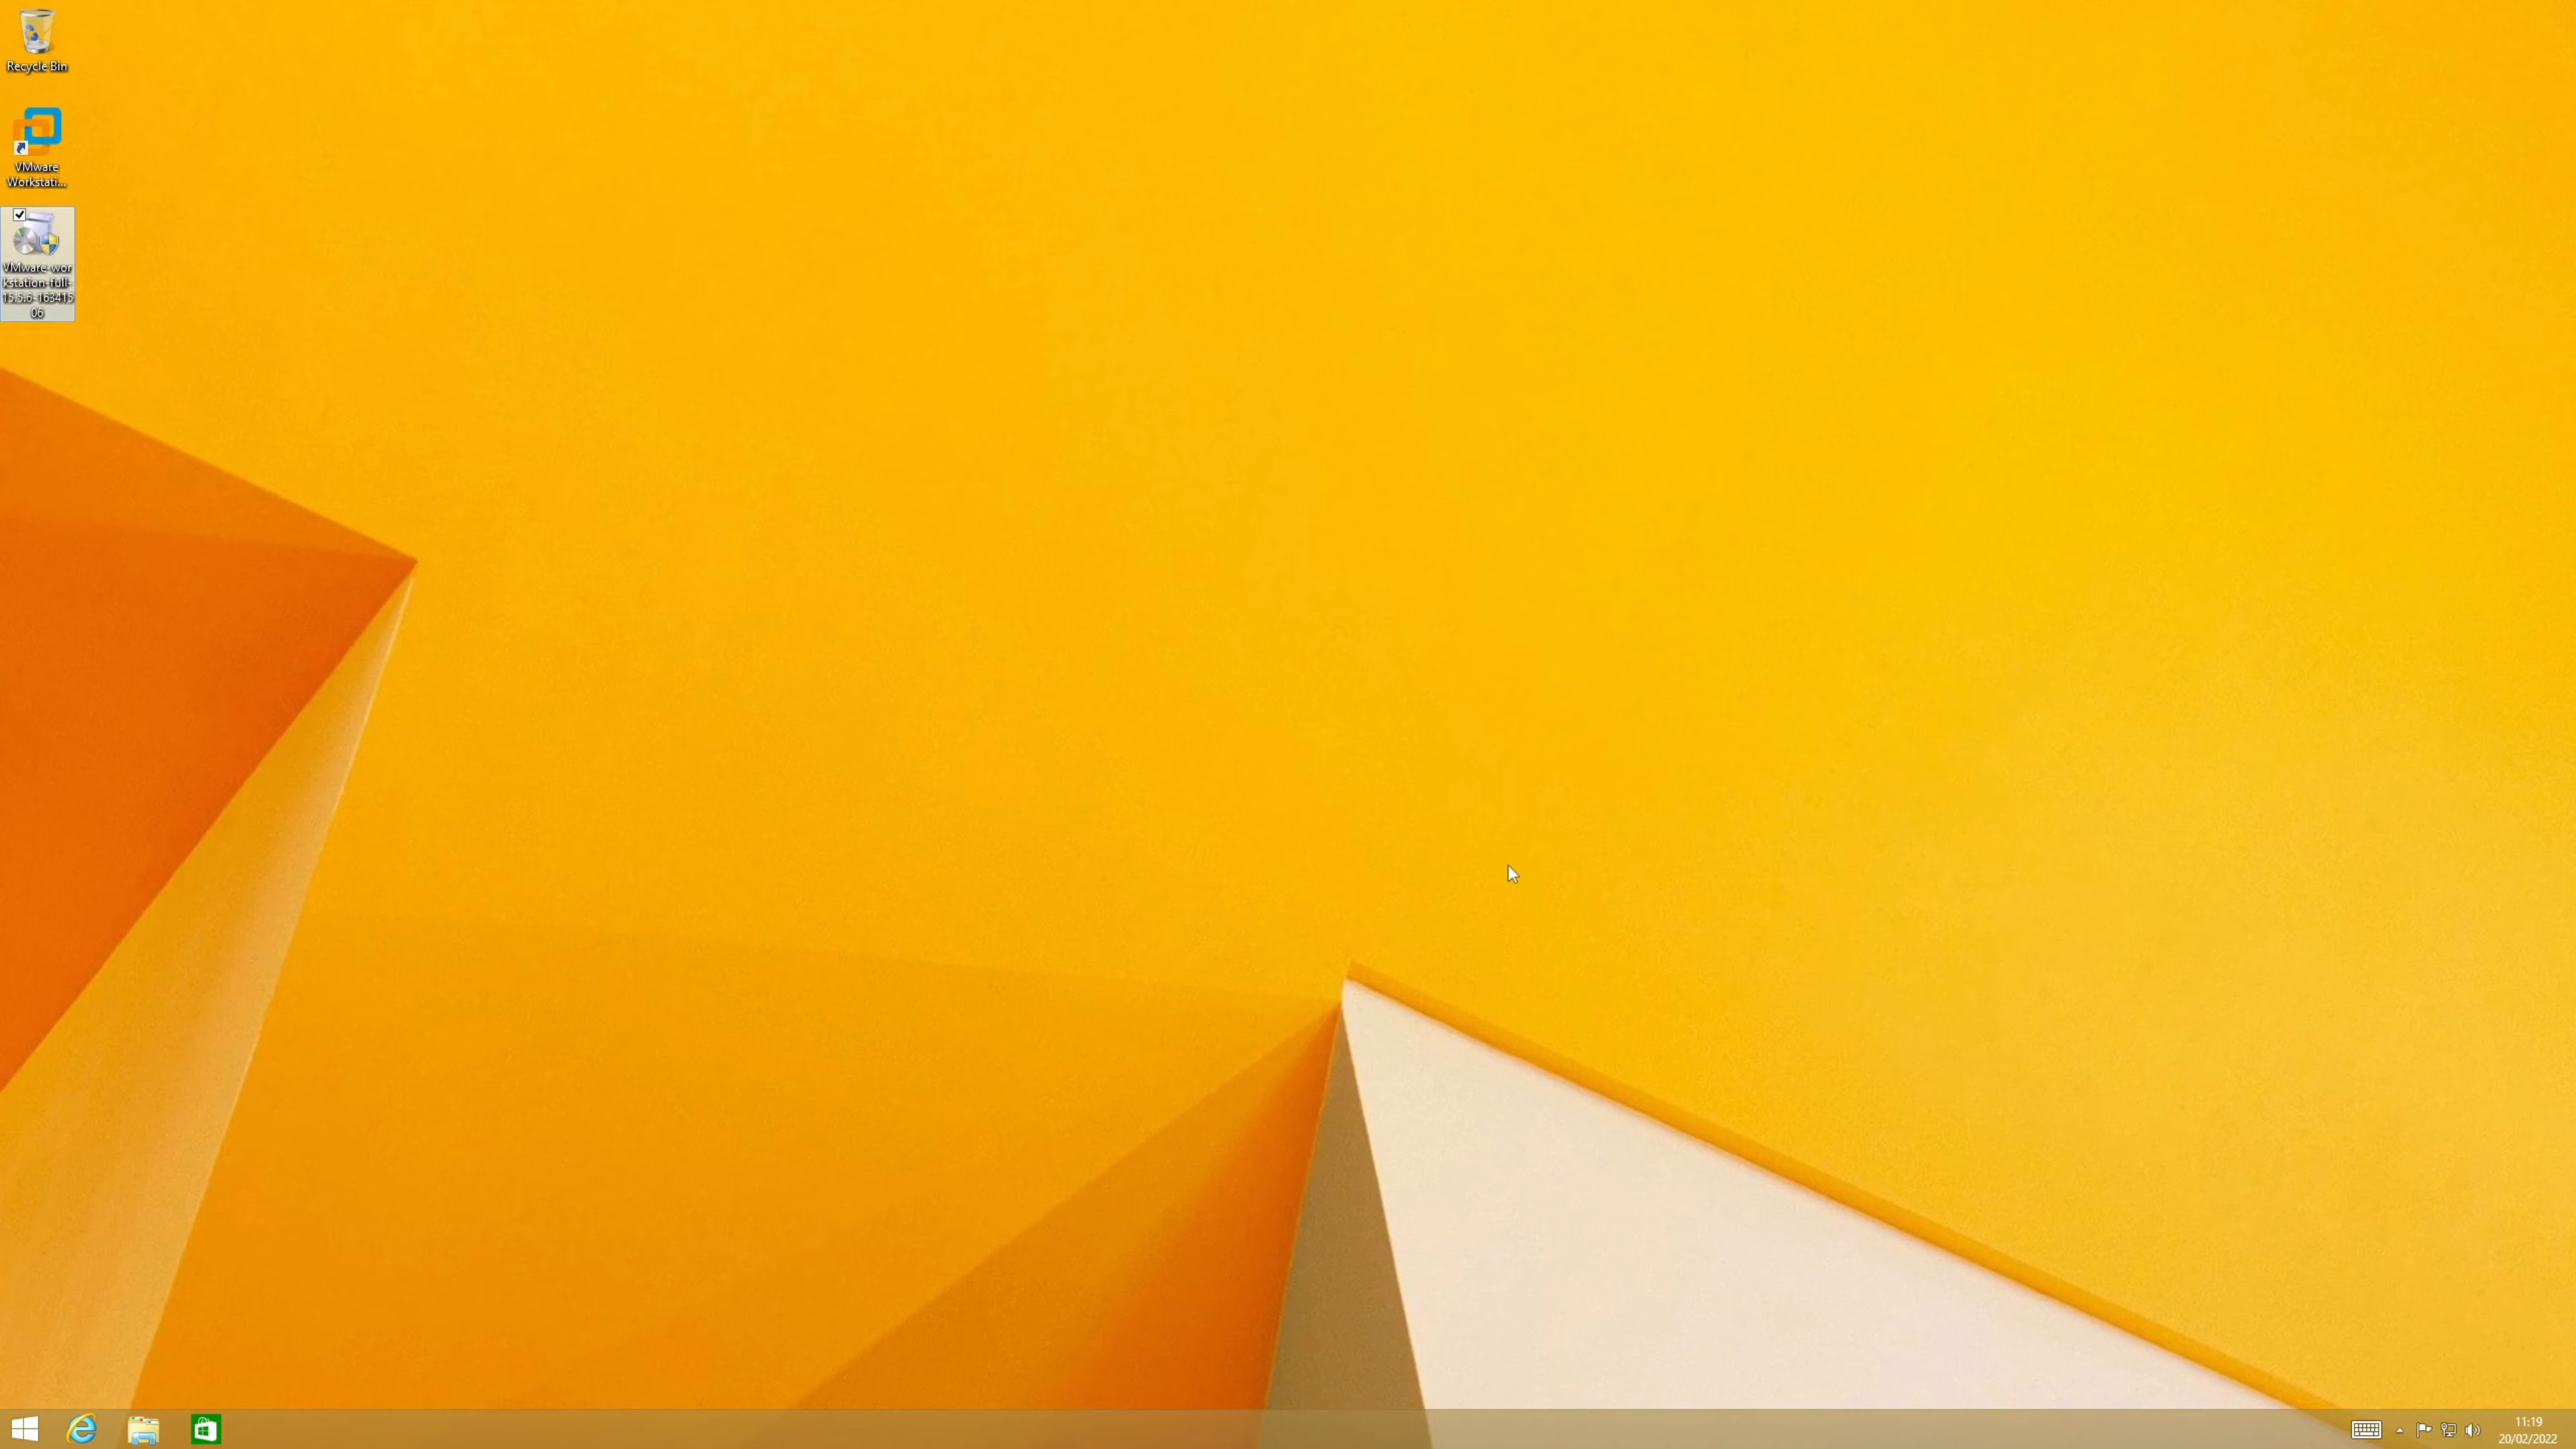 Recycle Bin
VMware
Workstati...
VMware-wor
kstation-full-
15.5.6-163415
06
11:19
20/02/2022